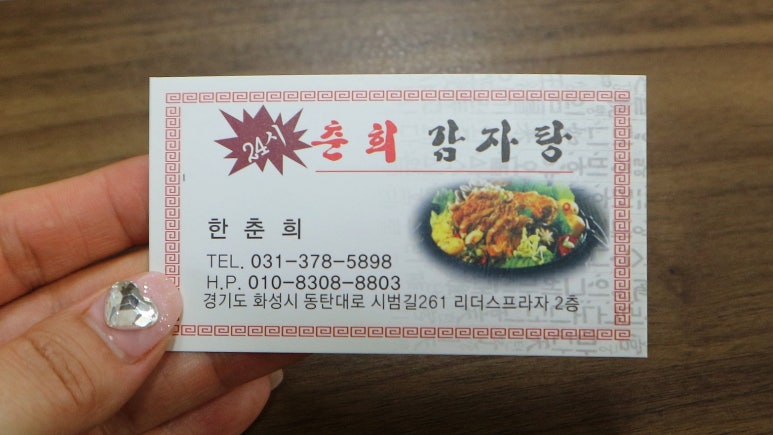 24시 춘희 감자탕
한춘희
TEL. 031-378-5898
H.P. 010-8308-8803
경기도 화성시 동탄대로 시범길261 리더스프라자 2층